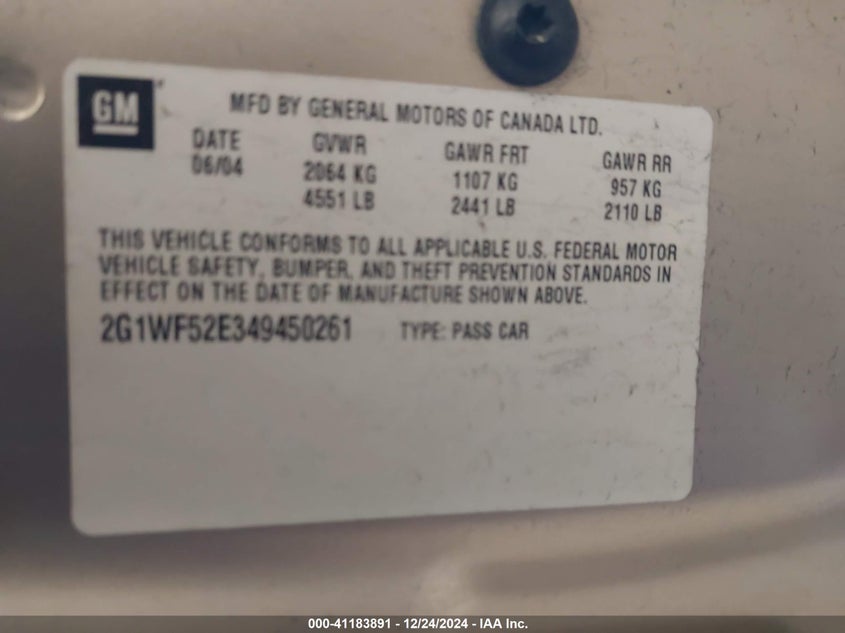 GM
MFD BY GENERAL MOTORS OF CANADA LTD.
DATE GVWR GAWR FRT GAWR RR
06/04 2064 KG 1107 KG 957 KG
4551 LB 2441 LB 2110 LB
THIS VEHICLE CONFORMS TO ALL APPLICABLE U.S. FEDERAL MOTOR
VEHICLE SAFETY, BUMPER, AND THEFT PREVENTION STANDARDS IN
EFFECT ON THE DATE OF MANUFACTURE SHOWN ABOVE.
2G1WF52E349450261 TYPE: PASS CAR
000-41183891 - 12/24/2024 - IAA Inc.